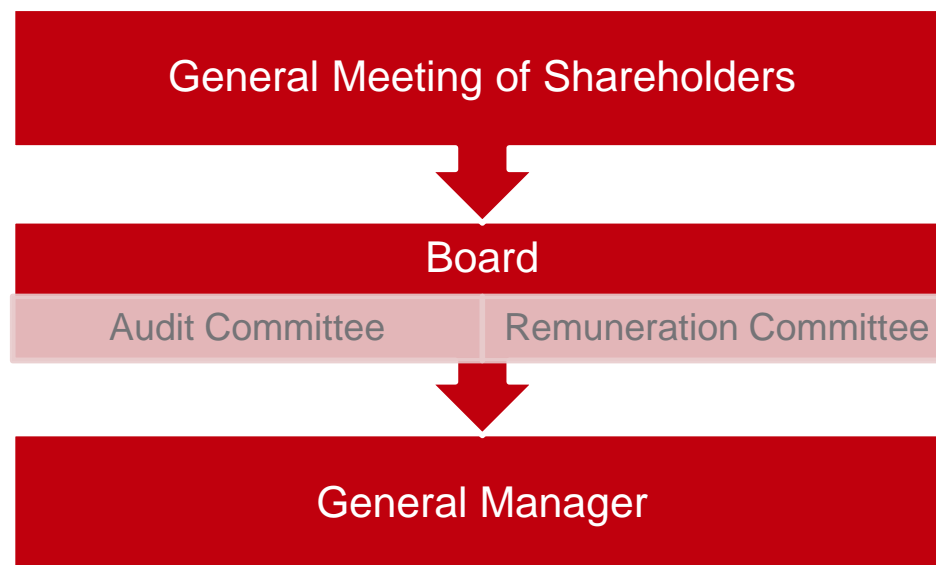 General Meeting of Shareholders
Board
Audit Committee
Remuneration Committee
General Manager